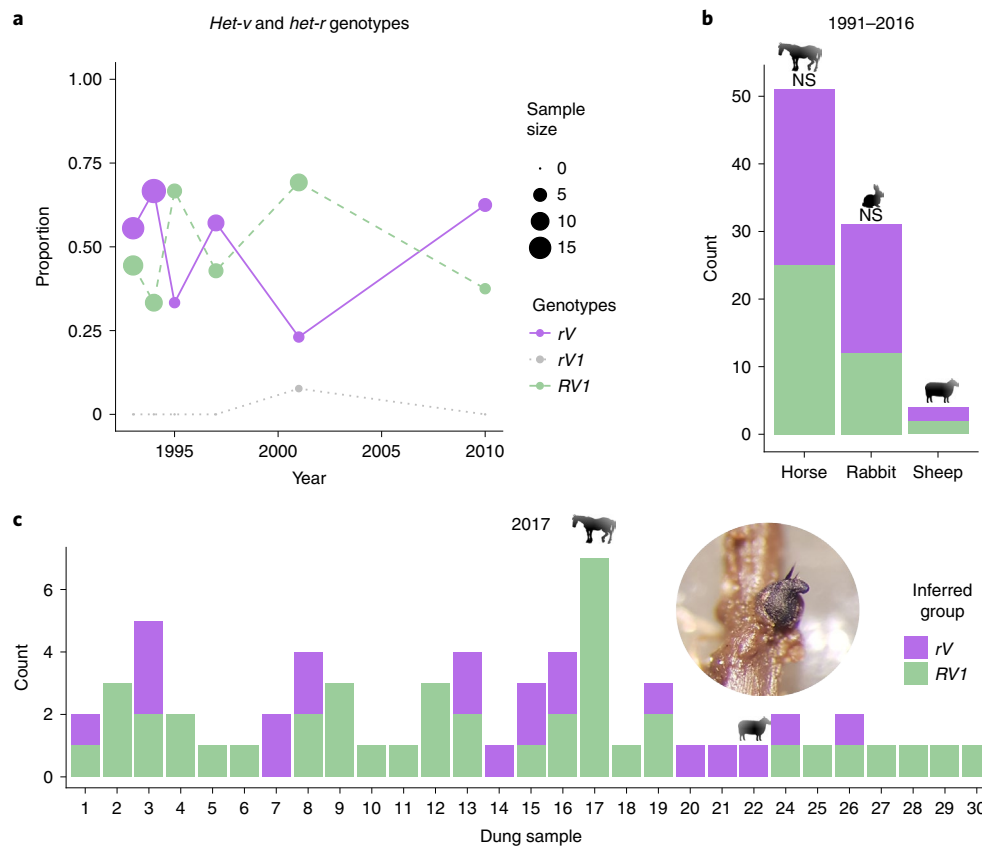 a
Het-v and het-r genotypes
1.00
0.75
0.50
0.25
0
Proportion
1995
2000
2005
2010
Year
Sample
size
0
5
10
15
Genotypes
rV
rV1
RV1
b
1991–2016
NS
NS
50
40
30
20
10
0
Count
Horse
Rabbit
Sheep
c
2017
6
4
2
0
Count
1 2 3 4 5 6 7 8 9 10 11 12 13 14 15 16 17 18 19 20 21 22 24 25 26 27 28 29 30
Dung sample
Inferred
group
rV
RV1